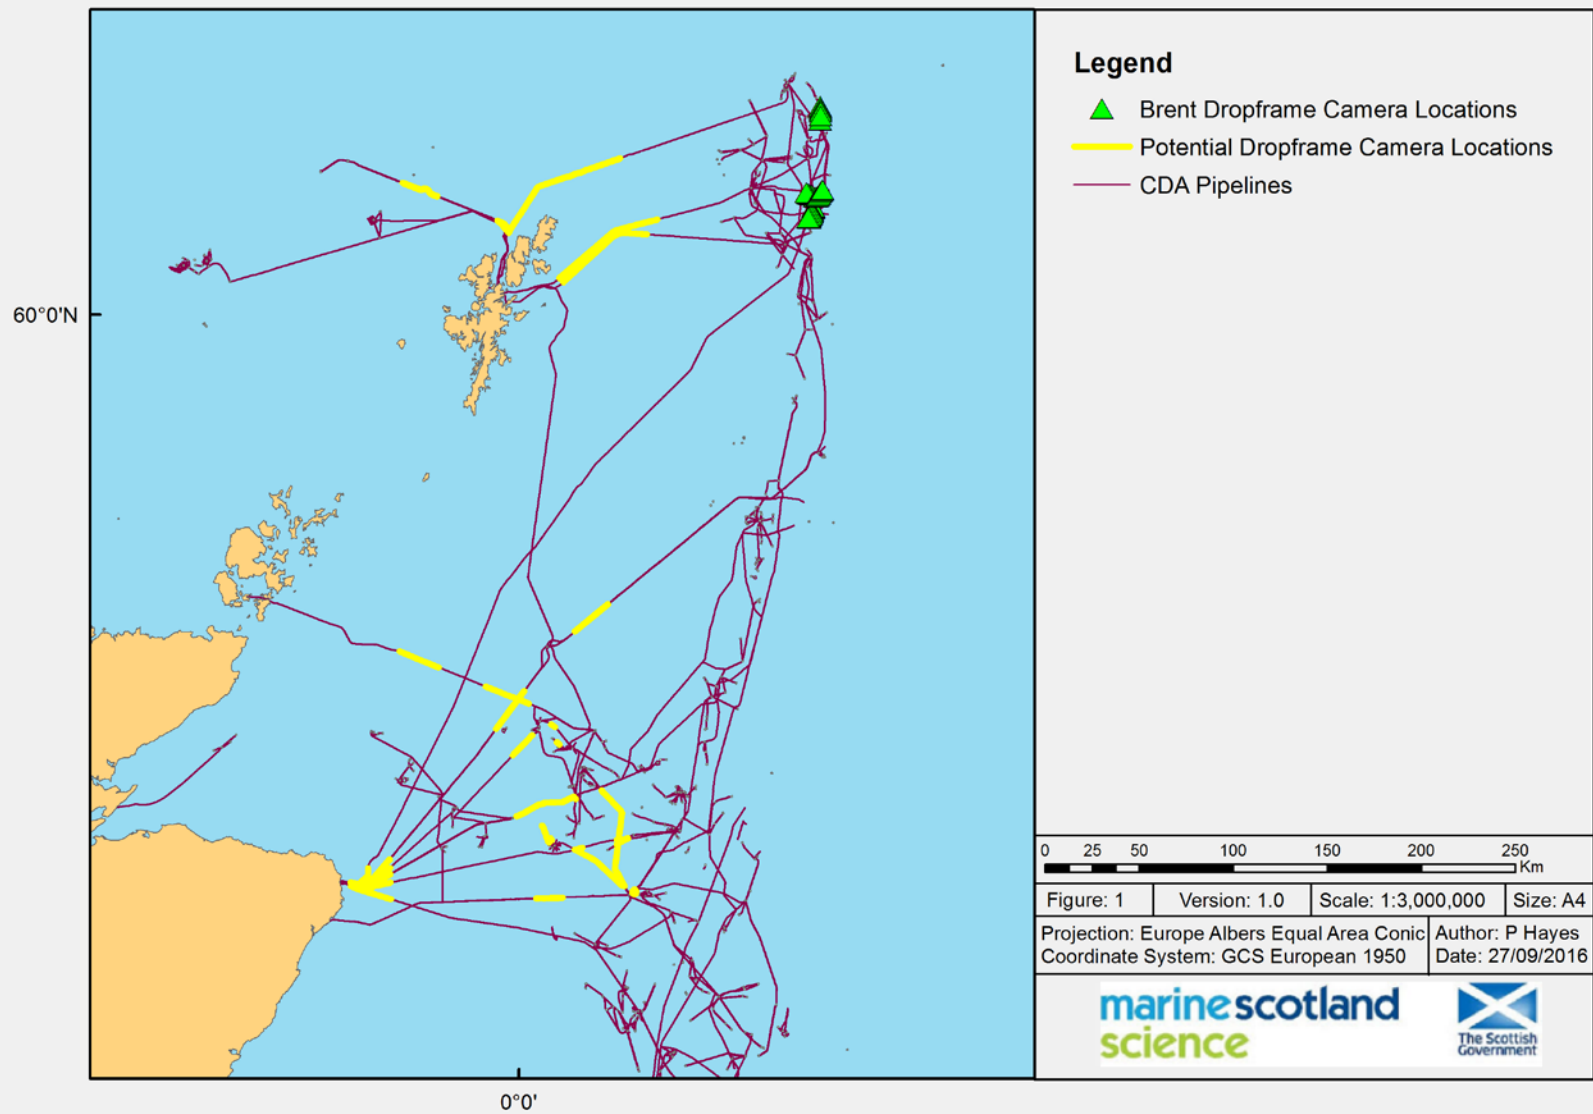 Legend
Brent Dropframe Camera Locations
Potential Dropframe Camera Locations
CDA Pipelines
60°0'N
0 25 50 100 150 200 250
Km
Figure: 1 Version: 1.0 Scale: 1:3,000,000 Size: A4
Projection: Europe Albers Equal Area Conic Author: P Hayes
Coordinate System: GCS European 1950 Date: 27/09/2016
marinescotland
science
The Scottish
Government
0°0'